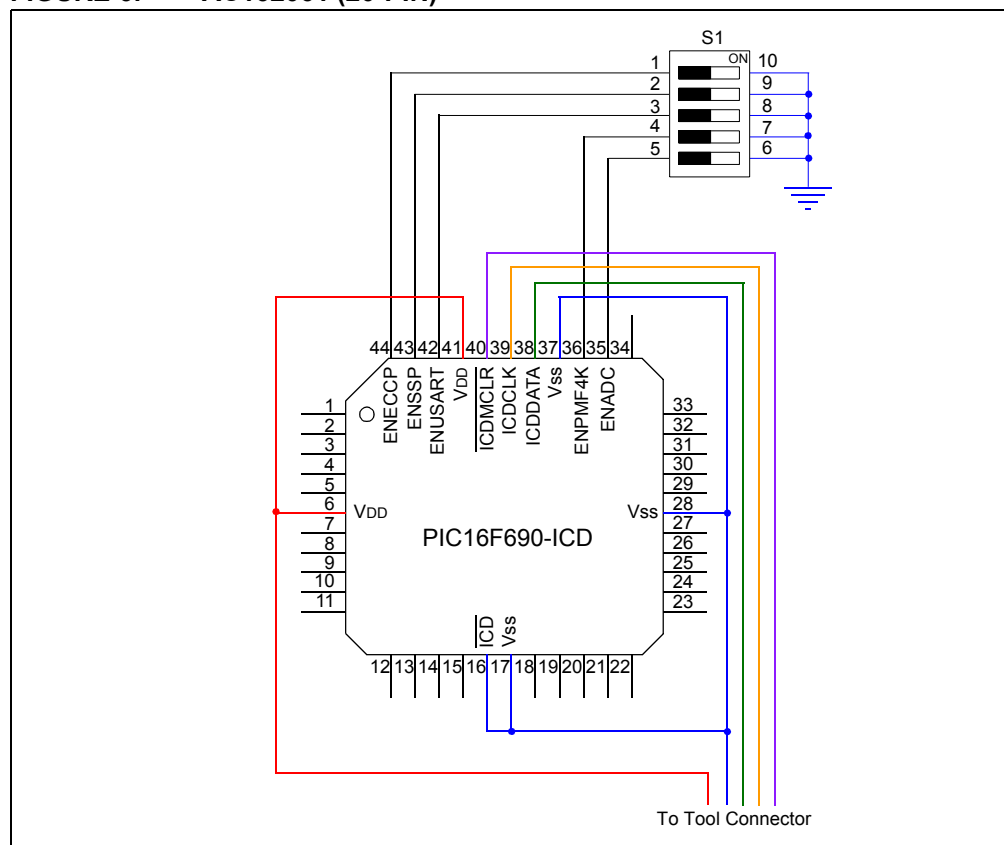 S1
ON
1 10
2 9
3 8
4 7
5 6
44 43 42 41 40 39 38 37 36 35 34
ENECCP
ENSSP
ENUSART
VDD
ICDMCLR
ICDCLK
ICDDATA
Vss
ENPMF4K
ENADC
1
2
3
4
5
6 VDD
7
8
9
10
11
33
32
31
30
29
Vss 28
27
26
25
24
23
PIC16F690-ICD
ICD
Vss
12 13 14 15 16 17 18 19 20 21 22
To Tool Connector